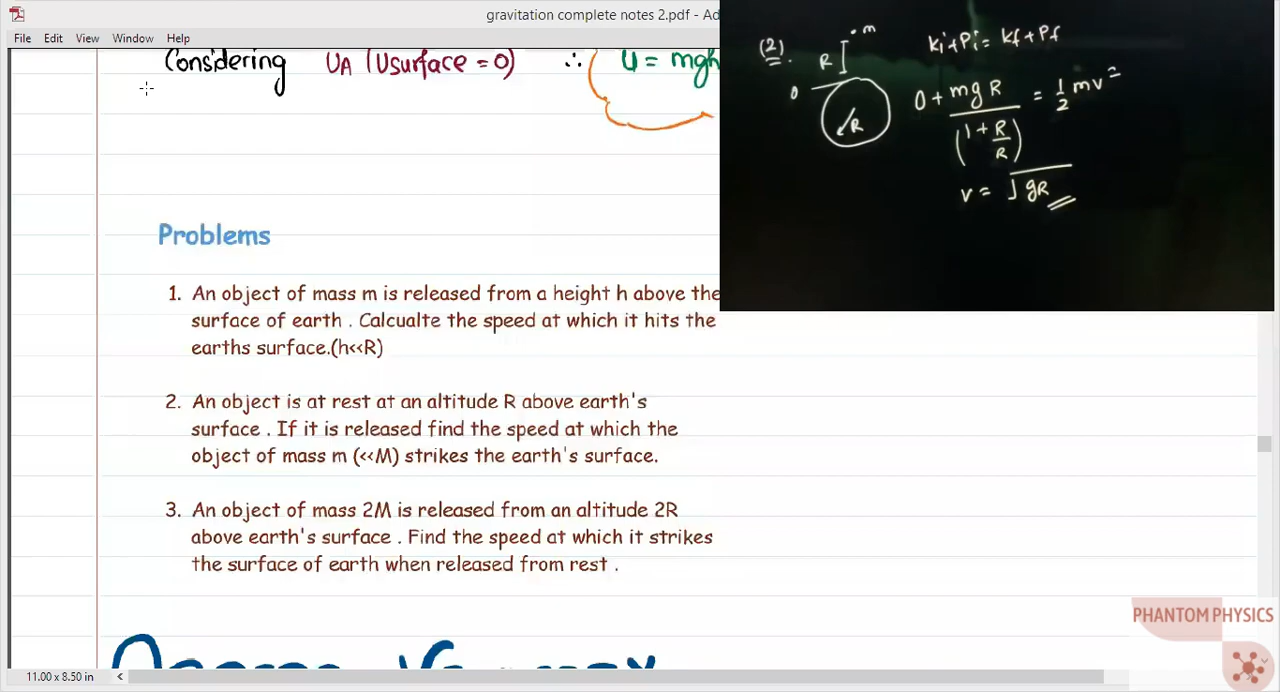 gravitation complete notes 2.pdf - Ad
File Edit View Window Help
Considering UA (Usurface = 0) ∴ U = mgh
(2). R m
Ki+Pi = Kf+Pf
0
R
0 + mgR/(1 + R/R) = 1/2 mv²
v = √gR
Problems
1. An object of mass m is released from a height h above the
surface of earth . Calcualte the speed at which it hits the
earths surface.(h<<R)
2. An object is at rest at an altitude R above earth's
surface . If it is released find the speed at which the
object of mass m (<<M) strikes the earth's surface.
3. An object of mass 2M is released from an altitude 2R
above earth's surface . Find the speed at which it strikes
the surface of earth when released from rest .
PHANTOM PHYSICS
11.00 x 8.50 in